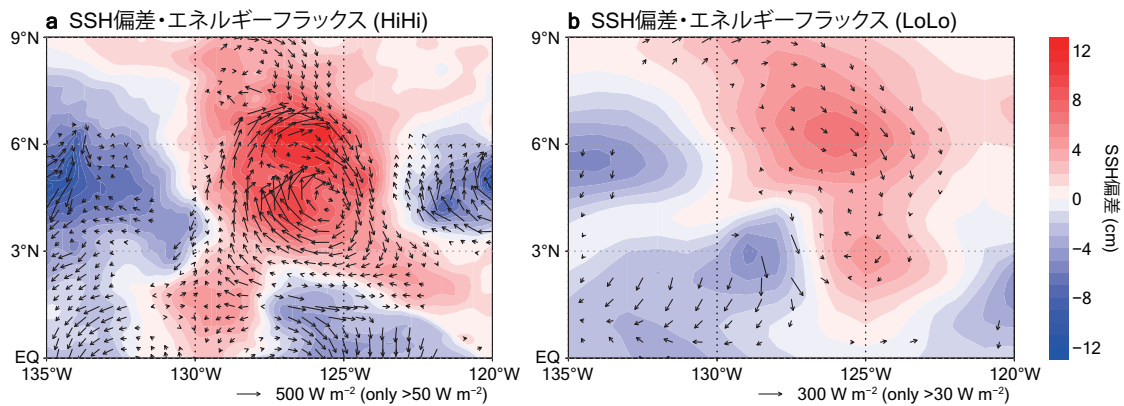 a SSH偏差・エネルギーフラックス (HiHi)
b SSH偏差・エネルギーフラックス (LoLo)
9°N
6°N
3°N
EQ
135°W
130°W
125°W
120°W
500 W m⁻² (only >50 W m⁻²)
9°N
6°N
3°N
EQ
135°W
130°W
125°W
120°W
300 W m⁻² (only >30 W m⁻²)
12
8
4
0
−4
−8
−12
SSH偏差 (cm)